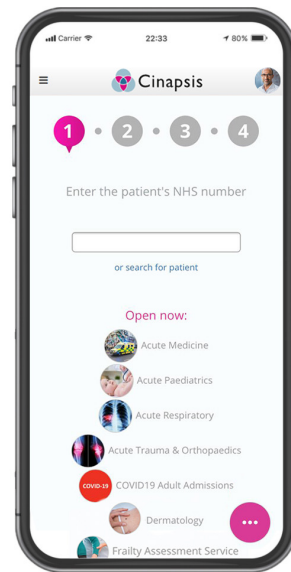 Carrier 22:33 80%
Cinapsis
1 2 3 4
Enter the patient's NHS number
or search for patient
Open now:
Acute Medicine
Acute Paediatrics
Acute Respiratory
Acute Trauma & Orthopaedics
COVID-19 COVID19 Adult Admissions
Dermatology
Frailty Assessment Service